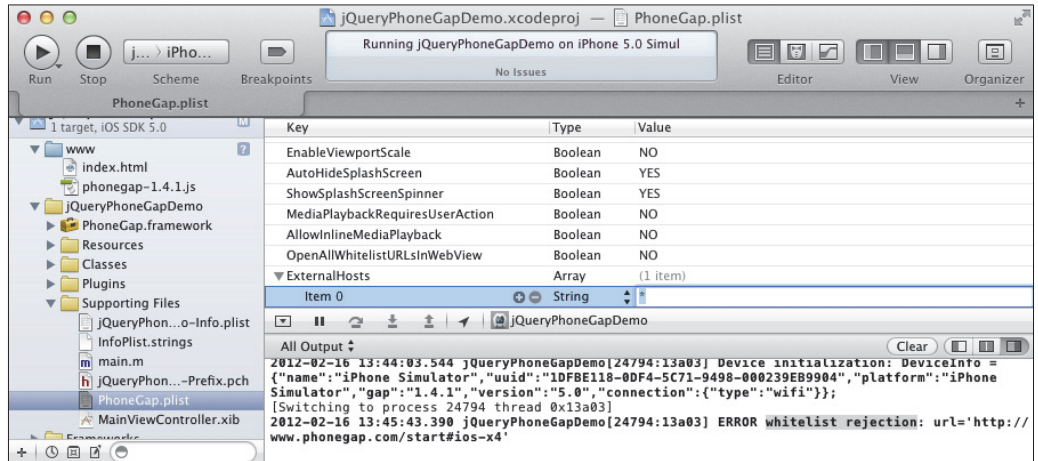 jQueryPhoneGapDemo.xcodeproj — PhoneGap.plist
Running jQueryPhoneGapDemo on iPhone 5.0 Simul
No Issues
j... › iPho...
Run Stop Scheme Breakpoints Editor View Organizer
PhoneGap.plist
1 target, iOS SDK 5.0 M
www ?
index.html
phonegap-1.4.1.js
jQueryPhoneGapDemo
PhoneGap.framework
Resources
Classes
Plugins
Supporting Files
jQueryPhon...o-Info.plist
InfoPlist.strings
m main.m
h jQueryPhon...-Prefix.pch
PhoneGap.plist
MainViewController.xib
Frameworks
Key Type Value
EnableViewportScale Boolean NO
AutoHideSplashScreen Boolean YES
ShowSplashScreenSpinner Boolean YES
MediaPlaybackRequiresUserAction Boolean NO
AllowInlineMediaPlayback Boolean NO
OpenAllWhitelistURLsInWebView Boolean NO
ExternalHosts Array (1 item)
Item 0 String *
jQueryPhoneGapDemo
All Output Clear
2012-02-16 13:44:03.544 jQueryPhoneGapDemo[24794:13a03] Device initialization: DeviceInfo =
{"name":"iPhone Simulator","uuid":"1DFBE118-0DF4-5C71-9498-000239EB9904","platform":"iPhone
Simulator","gap":"1.4.1","version":"5.0","connection":{"type":"wifi"}};
[Switching to process 24794 thread 0x13a03]
2012-02-16 13:45:43.390 jQueryPhoneGapDemo[24794:13a03] ERROR whitelist rejection: url='http://
www.phonegap.com/start#ios-x4'